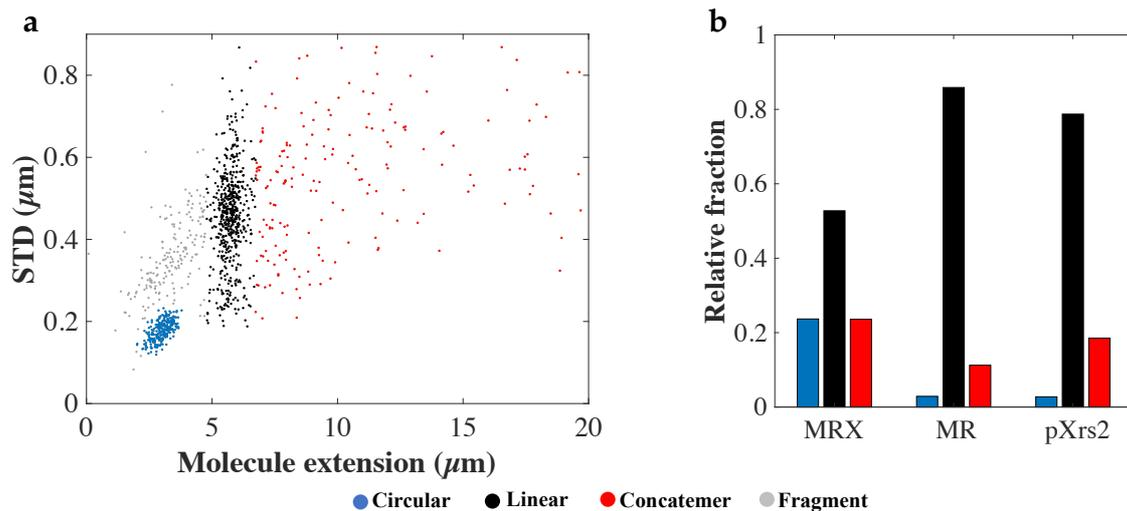 a
0.8
0.6
0.4
0.2
0
STD (μm)
0 5 10 15 20
Molecule extension (μm)
b
1
0.8
0.6
0.4
0.2
0
Relative fraction
MRX MR pXrs2
Circular Linear Concatemer Fragment